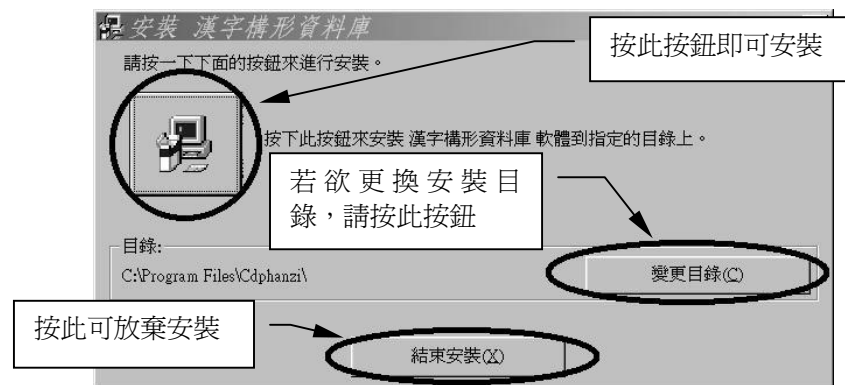 安裝 漢字構形資料庫
按此按鈕即可安裝
請按一下下面的按鈕來進行安裝。
按下此按鈕來安裝 漢字構形資料庫 軟體到指定的目錄上。
若欲更換安裝目
錄，請按此按鈕
目錄:
C:\Program Files\Cdphanzi\
變更目錄(C)
按此可放棄安裝
結束安裝(X)